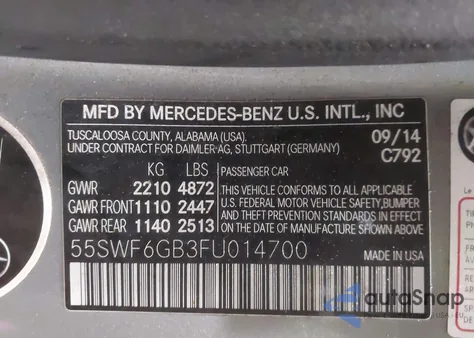 MFD BY MERCEDES-BENZ U.S. INTL., INC
TUSCALOOSA COUNTY, ALABAMA (USA).
UNDER CONTRACT FOR DAIMLER-AG, STUTTGART (GERMANY)
09/14
C792
KG LBS
GWR 2210 4872
GAWR FRONT 1110 2447
GAWR REAR 1140 2513
PASSENGER CAR
THIS VEHICLE CONFORMS TO ALL APPLICABLE
U.S. FEDERAL MOTOR VEHICLE SAFETY, BUMPER
AND THEFT PREVENTION STANDARDS IN EFFECT ON THE
DATE OF MANUFACTURE SHOWN ABOVE.
55SWF6GB3FU014700
MADE IN USA
autoSnap